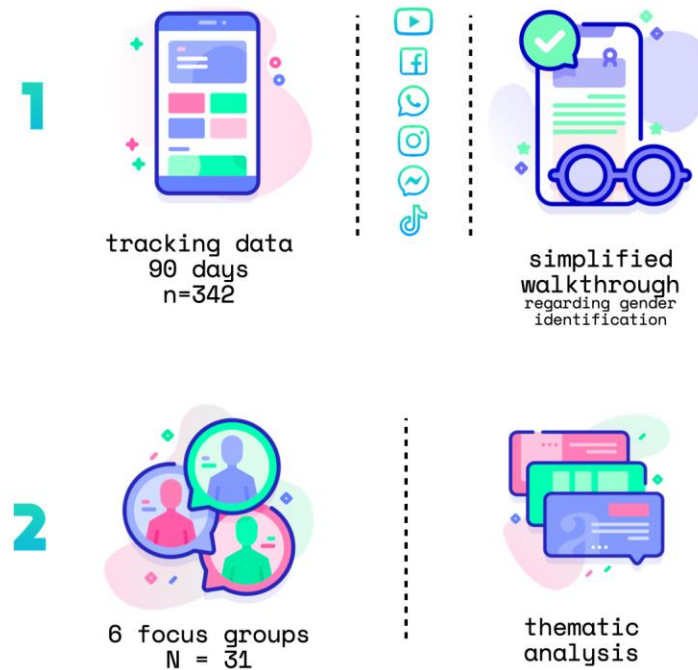 1
tracking data
90 days
n=342
simplified
walkthrough
regarding gender
identification
2
6 focus groups
N = 31
a
thematic
analysis